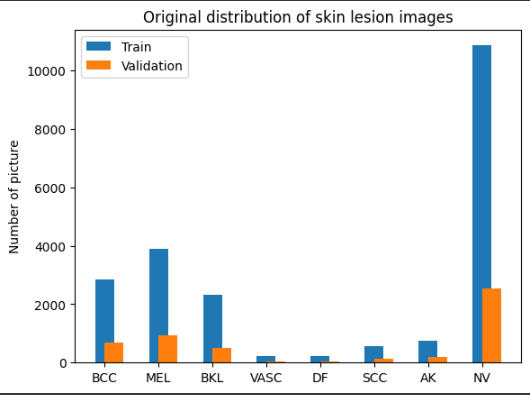 Original distribution of skin lesion images
Train
Validation
Number of picture
10000
8000
6000
4000
2000
0
BCC MEL BKL VASC DF SCC AK NV